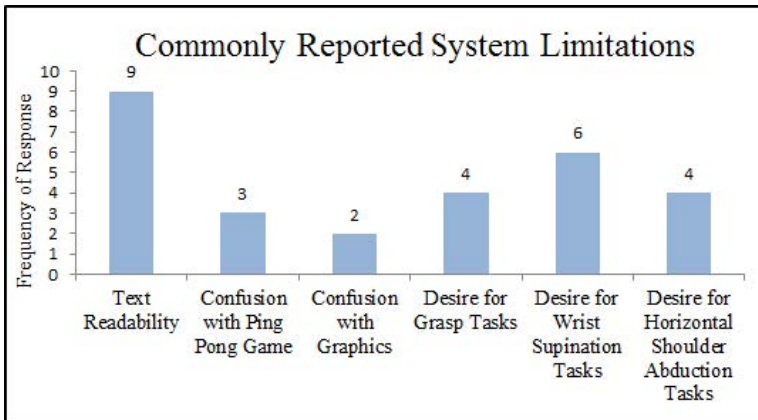 Commonly Reported System Limitations
Frequency of Response
10
9
8
7
6
5
4
3
2
1
0
9
3
2
4
6
4
Text
Readability
Confusion
with Ping
Pong Game
Confusion
with
Graphics
Desire for
Grasp Tasks
Desire for
Wrist
Supination
Tasks
Desire for
Horizontal
Shoulder
Abduction
Tasks